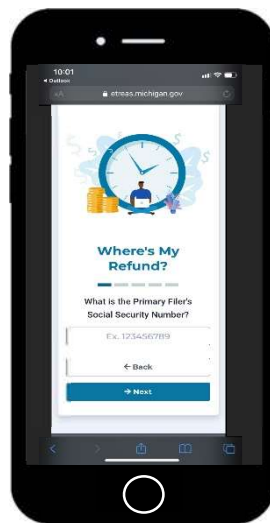 10:01
◀ Outlook
AA etreas.michigan.gov
Where's My
Refund?
What is the Primary Filer's
Social Security Number?
Ex. 123456789
← Back
→ Next